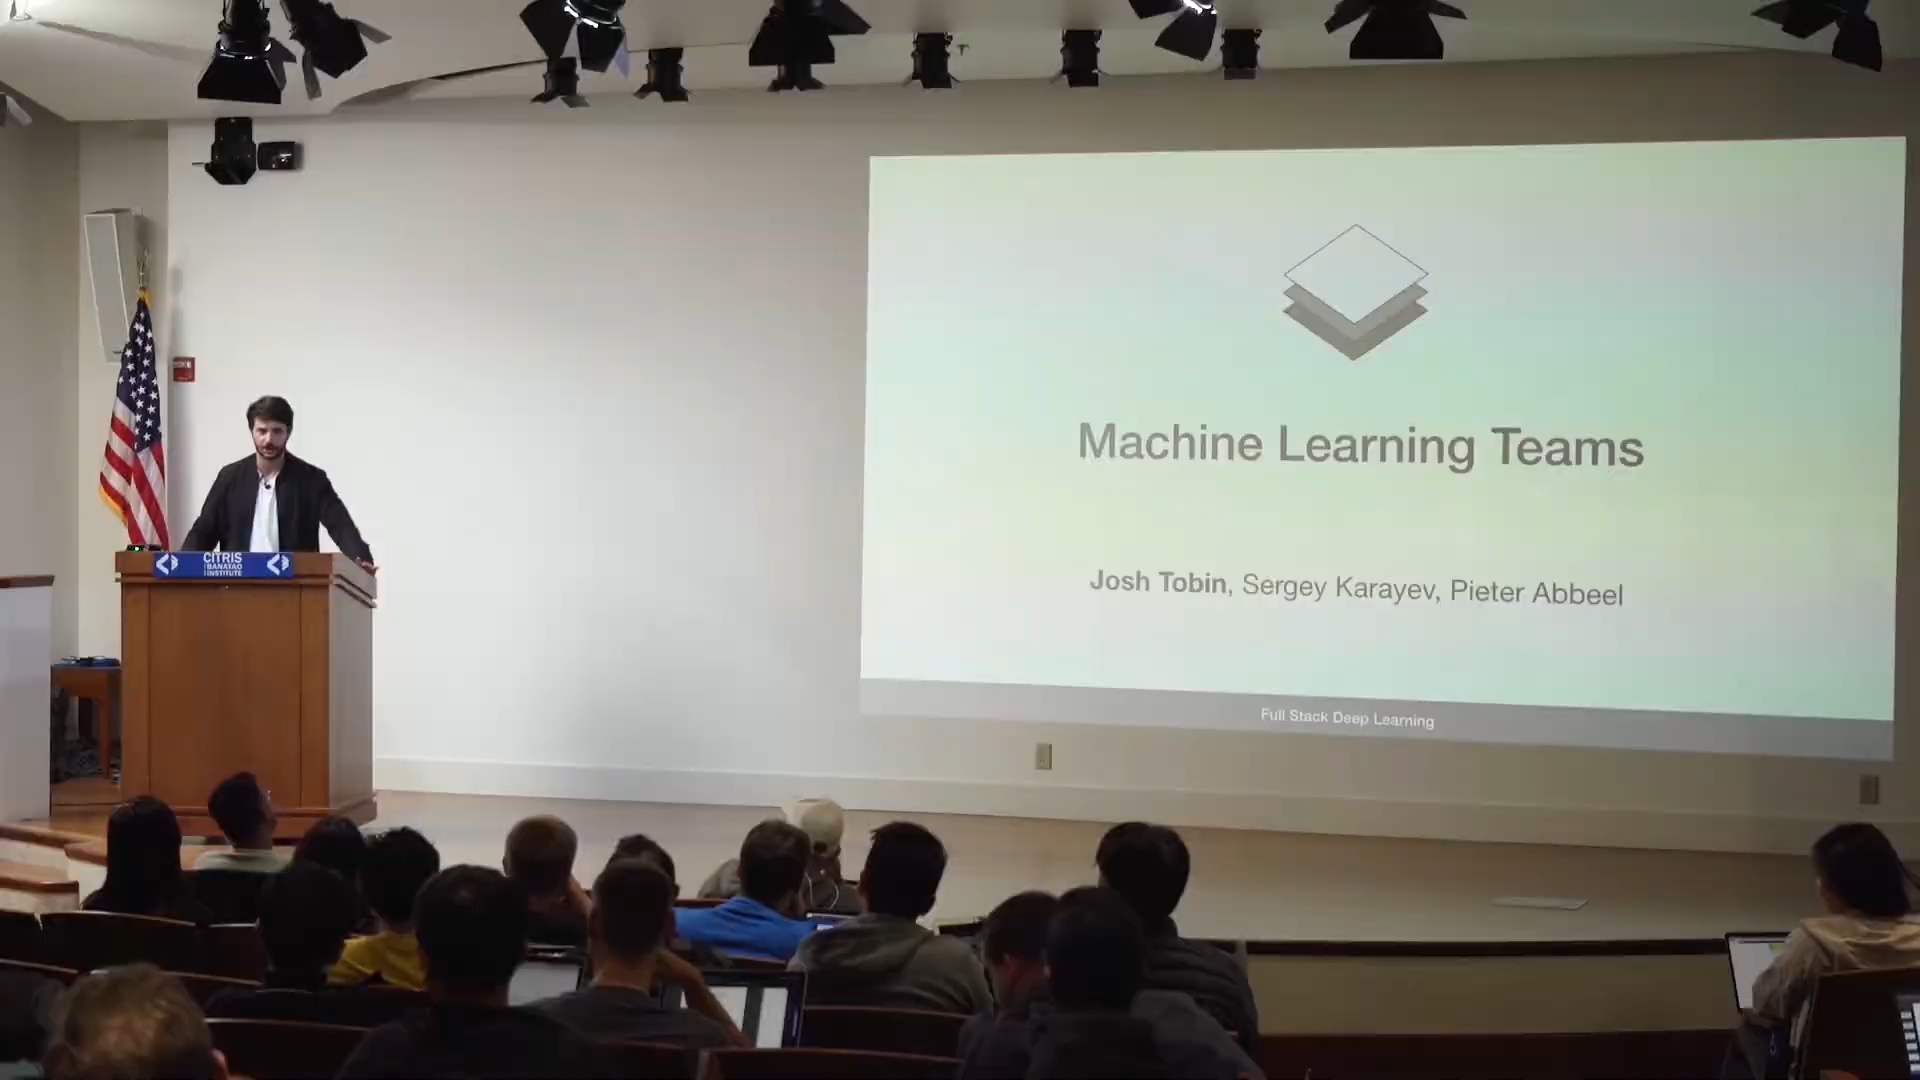 Machine Learning Teams
Josh Tobin, Sergey Karayev, Pieter Abbeel
Full Stack Deep Learning
CITRIS
BANATAO
INSTITUTE